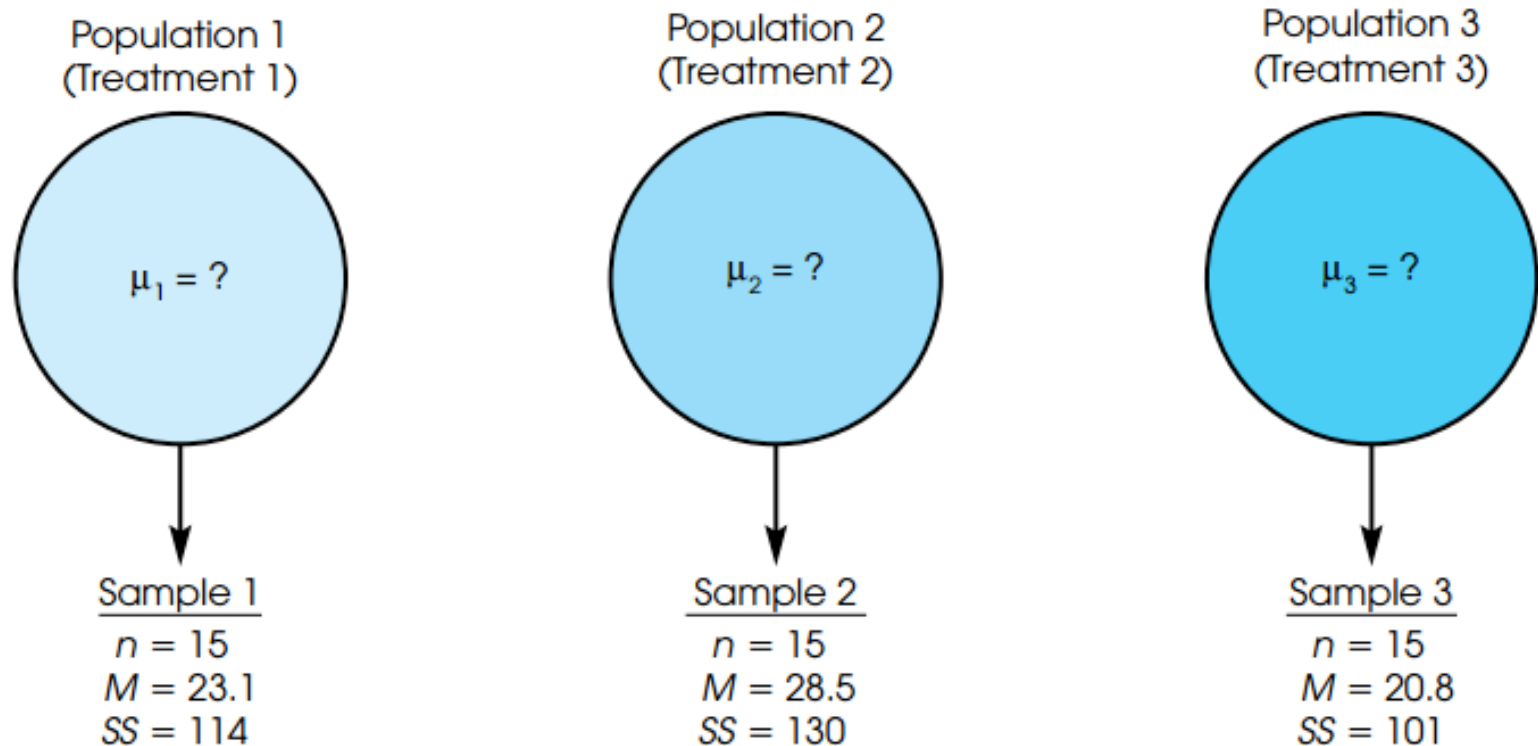 Population 1
(Treatment 1)
μ₁ = ?
Sample 1
n = 15
M = 23.1
SS = 114
Population 2
(Treatment 2)
μ₂ = ?
Sample 2
n = 15
M = 28.5
SS = 130
Population 3
(Treatment 3)
μ₃ = ?
Sample 3
n = 15
M = 20.8
SS = 101